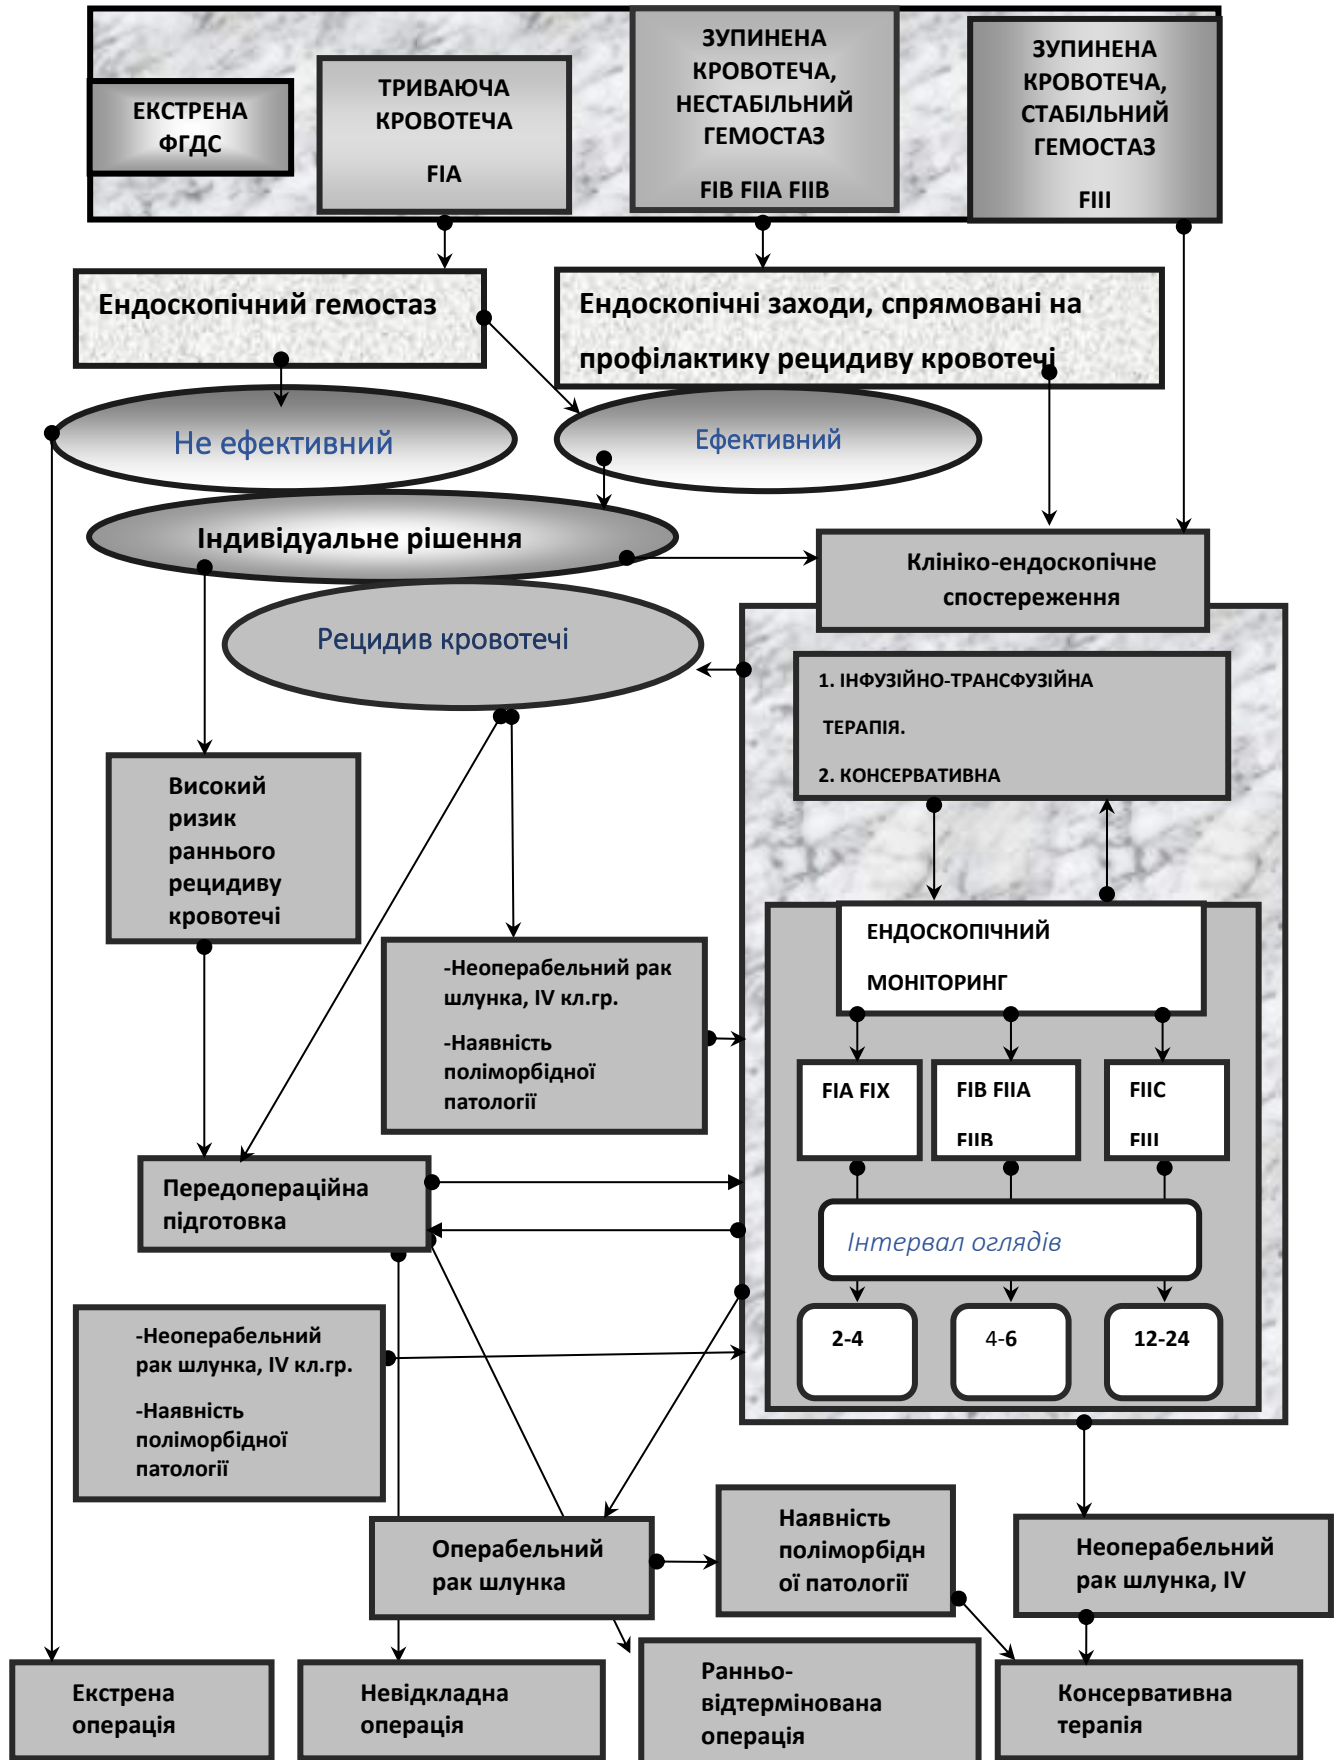 ЕКСТРЕНА
ФГДС
ТРИВАЮЧА
КРОВОТЕЧА
FIA
ЗУПИНЕНА
КРОВОТЕЧА,
НЕСТАБІЛЬНИЙ
ГЕМОСТАЗ
FIB FIIA FIIB
ЗУПИНЕНА
КРОВОТЕЧА,
СТАБІЛЬНИЙ
ГЕМОСТАЗ
FIII
Ендоскопічний гемостаз
Ендоскопічні заходи, спрямовані на
профілактику рецидиву кровотечі
Не ефективний
Ефективний
Індивідуальне рішення
Клініко-ендоскопічне
спостереження
Рецидив кровотечі
1. ІНФУЗІЙНО-ТРАНСФУЗІЙНА
ТЕРАПІЯ.
2. КОНСЕРВАТИВНА
Високий
ризик
раннього
рецидиву
кровотечі
ЕНДОСКОПІЧНИЙ
МОНІТОРИНГ
-Неоперабельний рак
шлунка, IV кл.гр.
-Наявність
поліморбідної
патології
FIA FIX
FIB FIIA
FIIB
FIIC
FIII
Передопераційна
підготовка
Інтервал оглядів
2-4
4-6
12-24
-Неоперабельний
рак шлунка, IV кл.гр.
-Наявність
поліморбідної
патології
Операбельний
рак шлунка
Наявність
поліморбідн
ої патології
Неоперабельний
рак шлунка, IV
Екстрена
операція
Невідкладна
операція
Ранньо-
відтермінована
операція
Консервативна
терапія